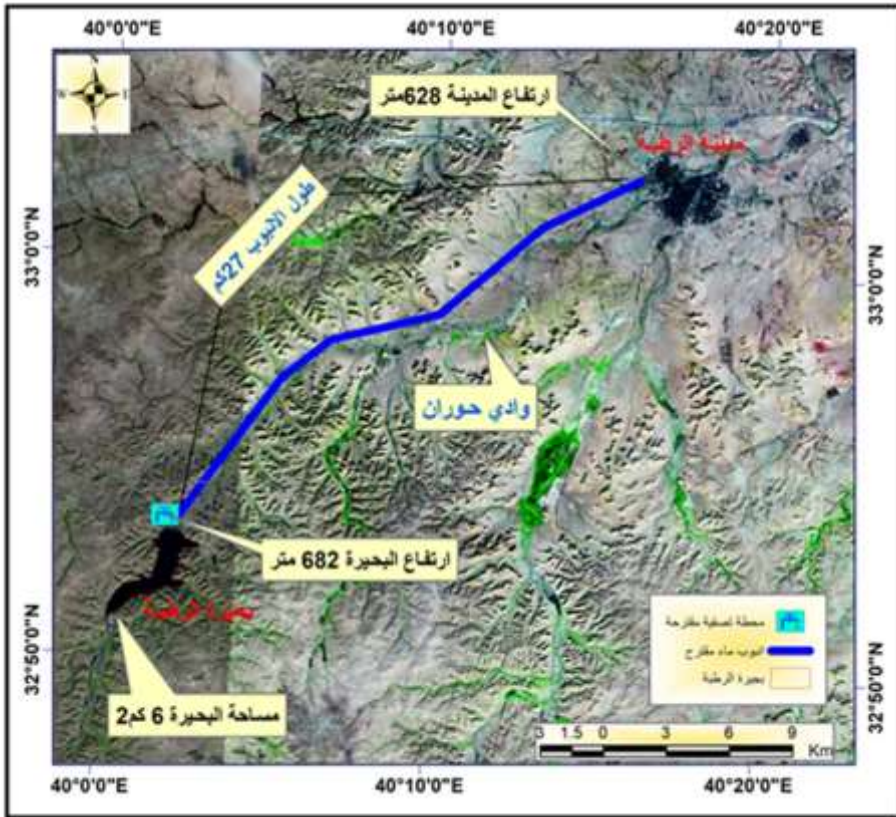 40°0'0"E 40°10'0"E 40°20'0"E
ارتفاع المدينة 628متر
مدينة الرطبة
طول الانبوب 27كم
33°0'0"N
33°0'0"N
وادي حوران
ارتفاع البحيرة 682 متر
بحيرة الرطبة
32°50'0"N
32°50'0"N
مساحة البحيرة 6 كم2
محطة تصفية مقترحة
انبوب ماء مقترح
بحيرة الرطبة
3 1.5 0 3 6 9
Km
40°0'0"E 40°10'0"E 40°20'0"E